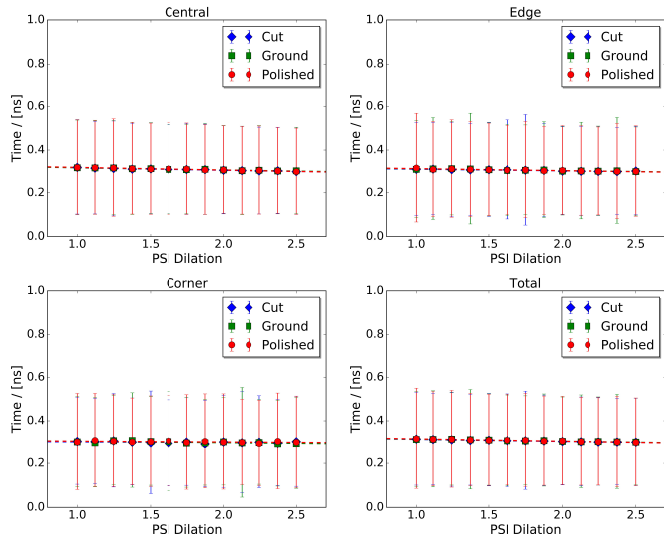 Central
Edge
1.0
0.8
0.6
0.4
0.2
0.0
Time / [ns]
Cut
Ground
Polished
1.0
1.5
2.0
2.5
PS Dilation
1.0
0.8
0.6
0.4
0.2
0.0
Time / [ns]
Cut
Ground
Polished
1.0
1.5
2.0
2.5
PSI Dilation
Corner
Total
1.0
0.8
0.6
0.4
0.2
0.0
Time / [ns]
Cut
Ground
Polished
1.0
1.5
2.0
2.5
PS Dilation
1.0
0.8
0.6
0.4
0.2
0.0
Time / [ns]
Cut
Ground
Polished
1.0
1.5
2.0
2.5
PSI Dilation